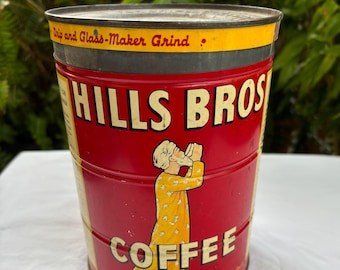 Drip and Glass-Maker Grind
HILLS BROS
COFFEE